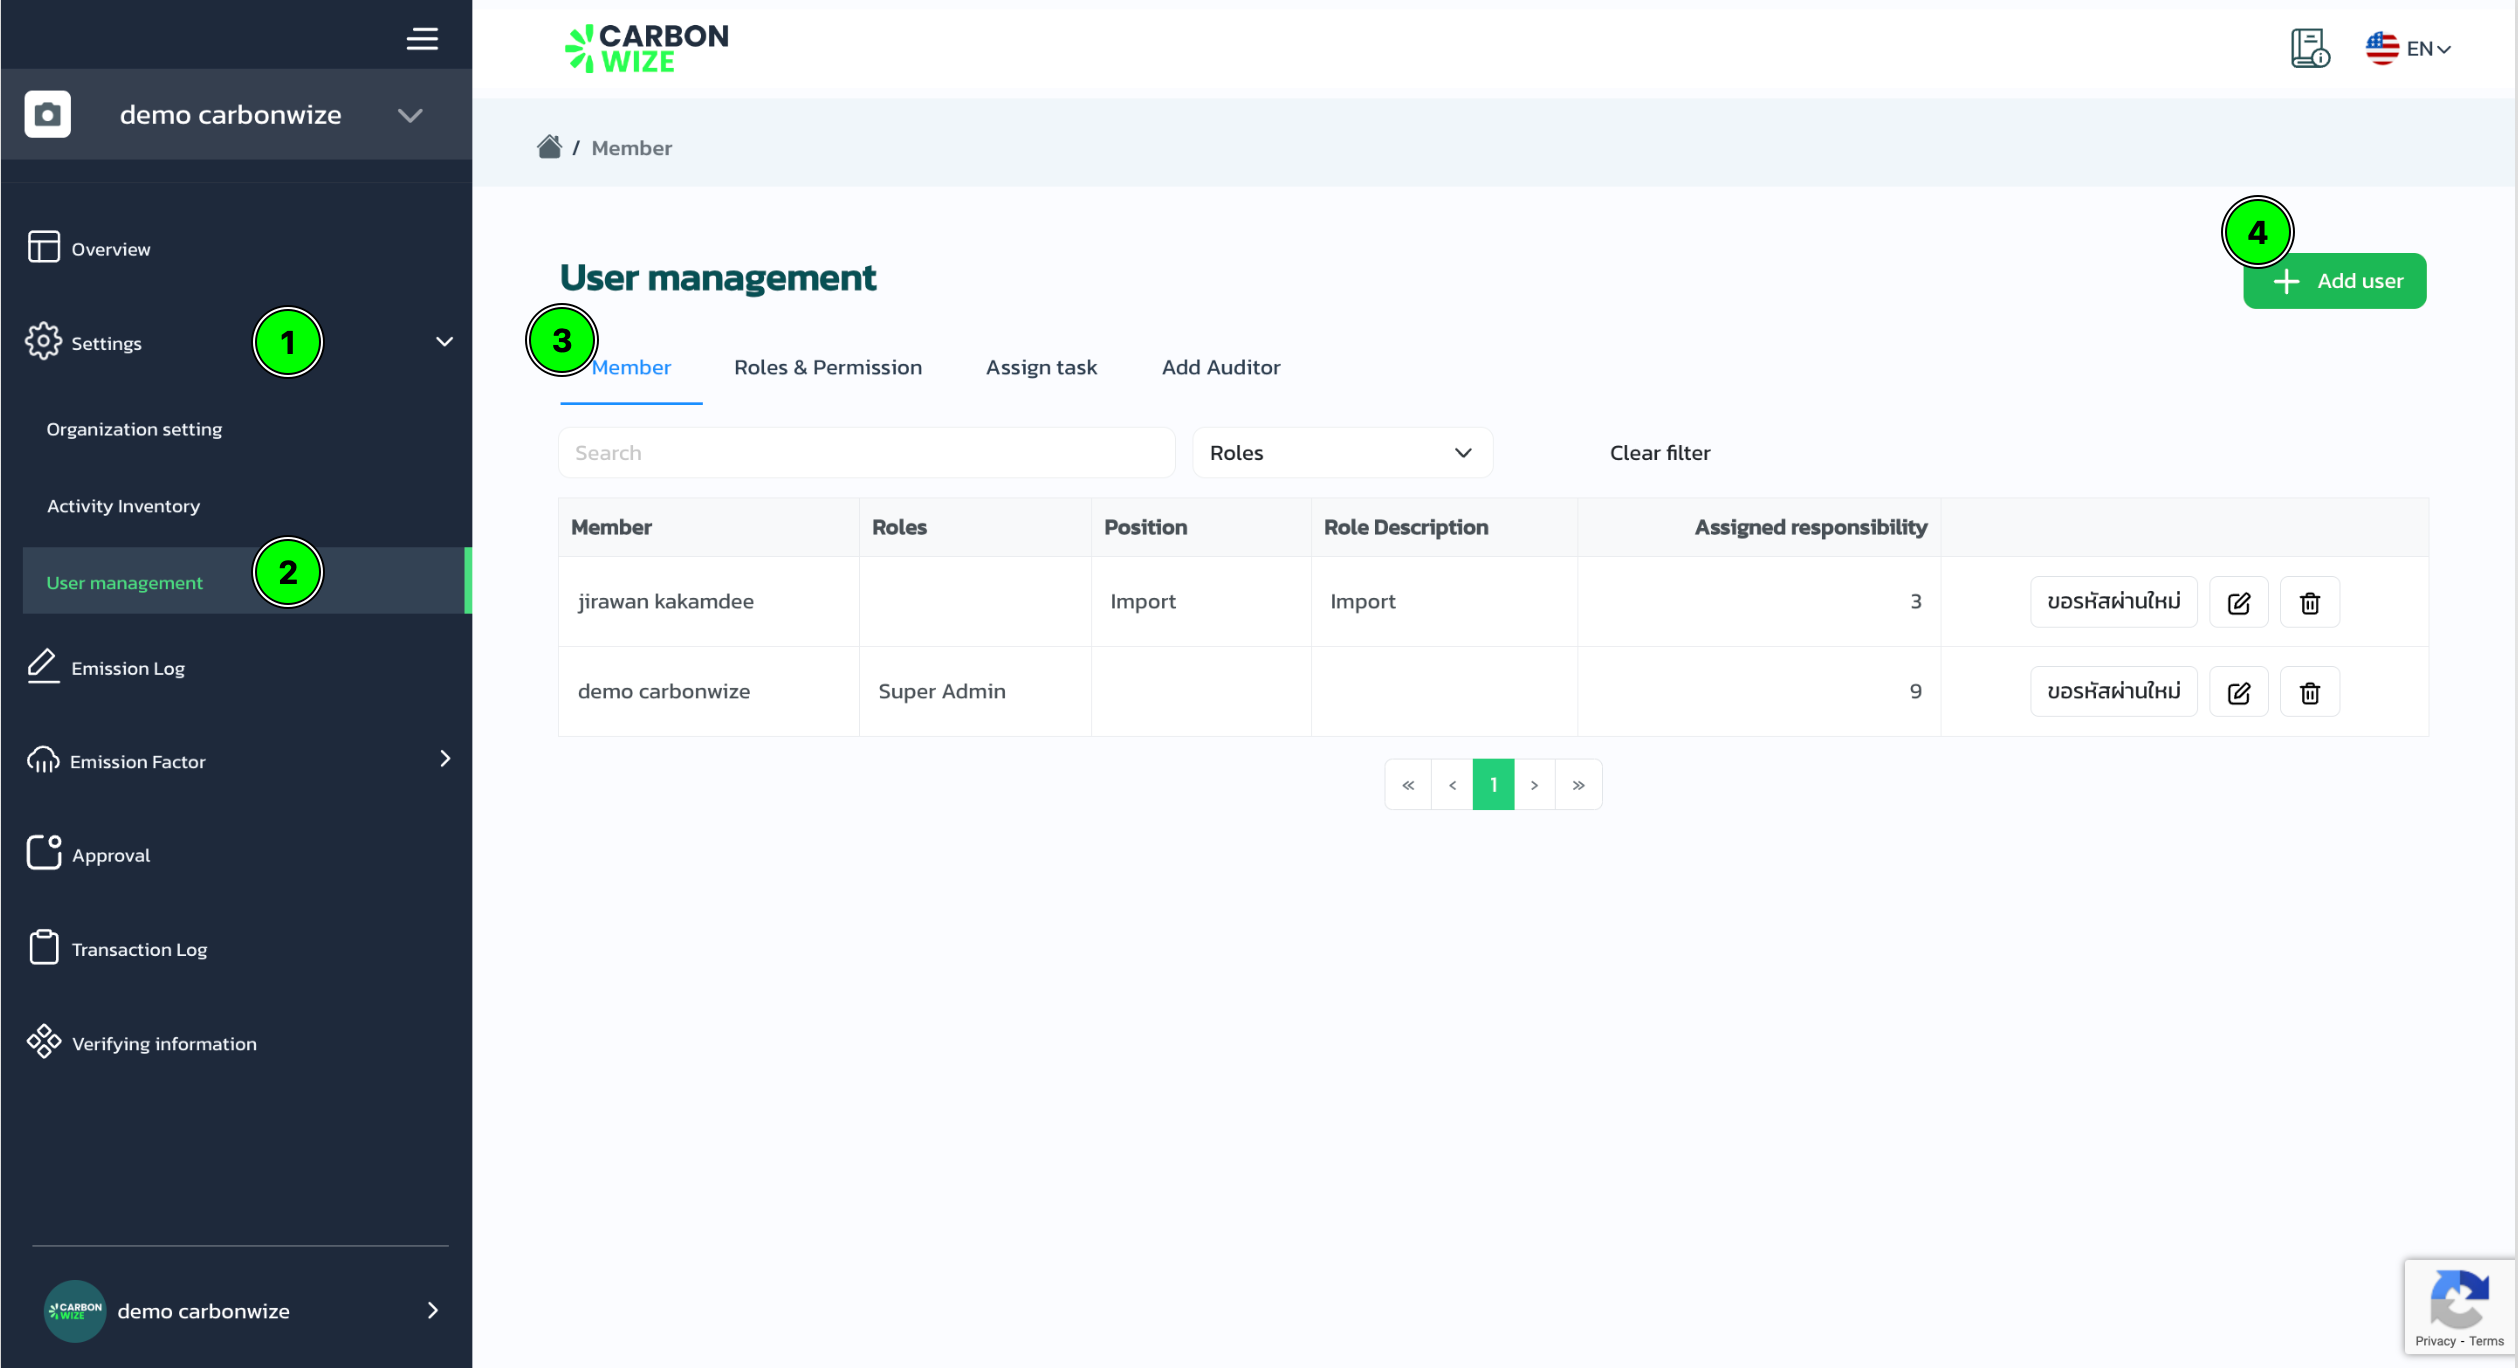 CARBON
WIZE
EN
demo carbonwize
/ Member
Overview
4
User management
+ Add user
Settings
1
3
Member
Roles & Permission
Assign task
Add Auditor
Organization setting
Search
Roles
Clear filter
Activity Inventory
Member
Roles
Position
Role Description
Assigned responsibility
User management
2
jirawan kakamdee
Import
Import
3
ขอรหัสผ่านใหม่
Emission Log
demo carbonwize
Super Admin
9
ขอรหัสผ่านใหม่
Emission Factor
« < 1 > »
Approval
Transaction Log
Verifying information
CARBON
WIZE
demo carbonwize
Privacy - Terms